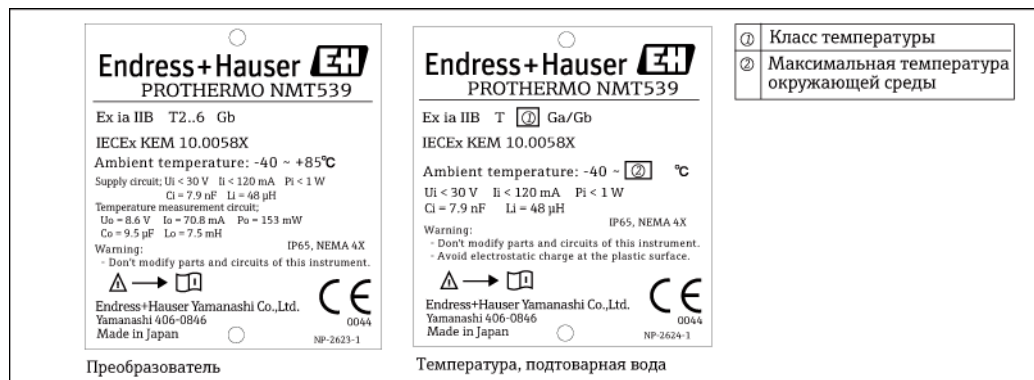 Endress+Hauser EH
PROTHERMO NMT539
Ex ia IIB T2..6 Gb
IECEx KEM 10.0058X
Ambient temperature: -40 ~ +85℃
Supply circuit; Ui < 30 V Ii < 120 mA Pi < 1 W
Ci = 7.9 nF Li = 48 µH
Temperature measurement circuit;
Uo = 8.6 V Io = 70.8 mA Po = 153 mW
Co = 9.5 µF Lo = 7.5 mH
IP65, NEMA 4X
Warning:
- Don't modify parts and circuits of this instrument.
Endress+Hauser Yamanashi Co.,Ltd.
Yamanashi 406-0846
Made in Japan
CE
0044
NP-2623-1
Преобразователь
Endress+Hauser EH
PROTHERMO NMT539
Ex ia IIB T ① Ga/Gb
IECEx KEM 10.0058X
Ambient temperature: -40 ~ ② ℃
Ui < 30 V Ii < 120 mA Pi < 1 W
Ci = 7.9 nF Li = 48 µH
IP65, NEMA 4X
Warning:
- Don't modify parts and circuits of this instrument.
- Avoid electrostatic charge at the plastic surface.
Endress+Hauser Yamanashi Co.,Ltd.
Yamanashi 406-0846
Made in Japan
CE
0044
NP-2624-1
Температура, подтоварная вода
① Класс температуры
② Максимальная температура
окружающей среды